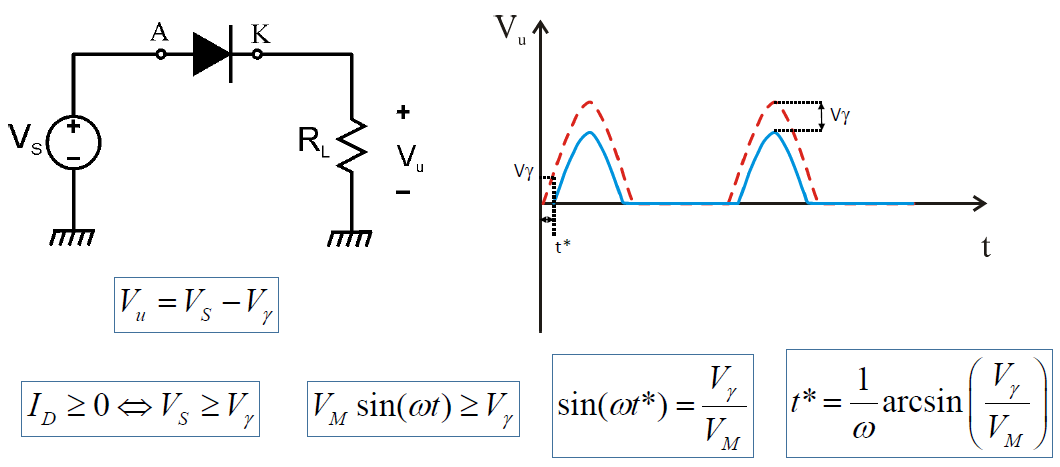 A K
V_S + −
R_L
+
V_u
−
V_u
Vγ
Vγ
t*
t
V_u = V_S − V_γ
I_D ≥ 0 ⇔ V_S ≥ V_γ
V_M sin(ωt) ≥ V_γ
sin(ωt*) = V_γ / V_M
t* = 1/ω arcsin(V_γ / V_M)